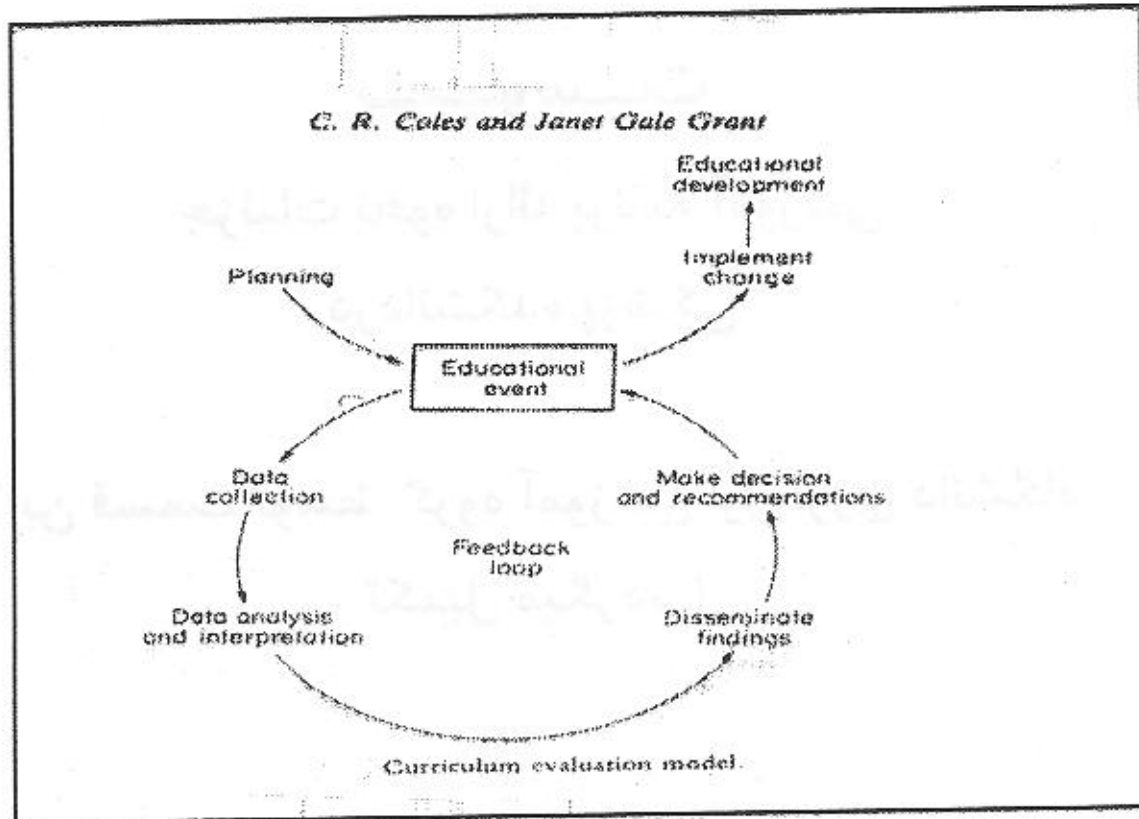 C. R. Coles and Janet Gale Grant
Educational
development
Implement
change
Planning
Educational
event
Data
collection
Make decision
and recommendations
Feedback
loop
Data analysis
and interpretation
Disseminate
findings
Curriculum evaluation model.